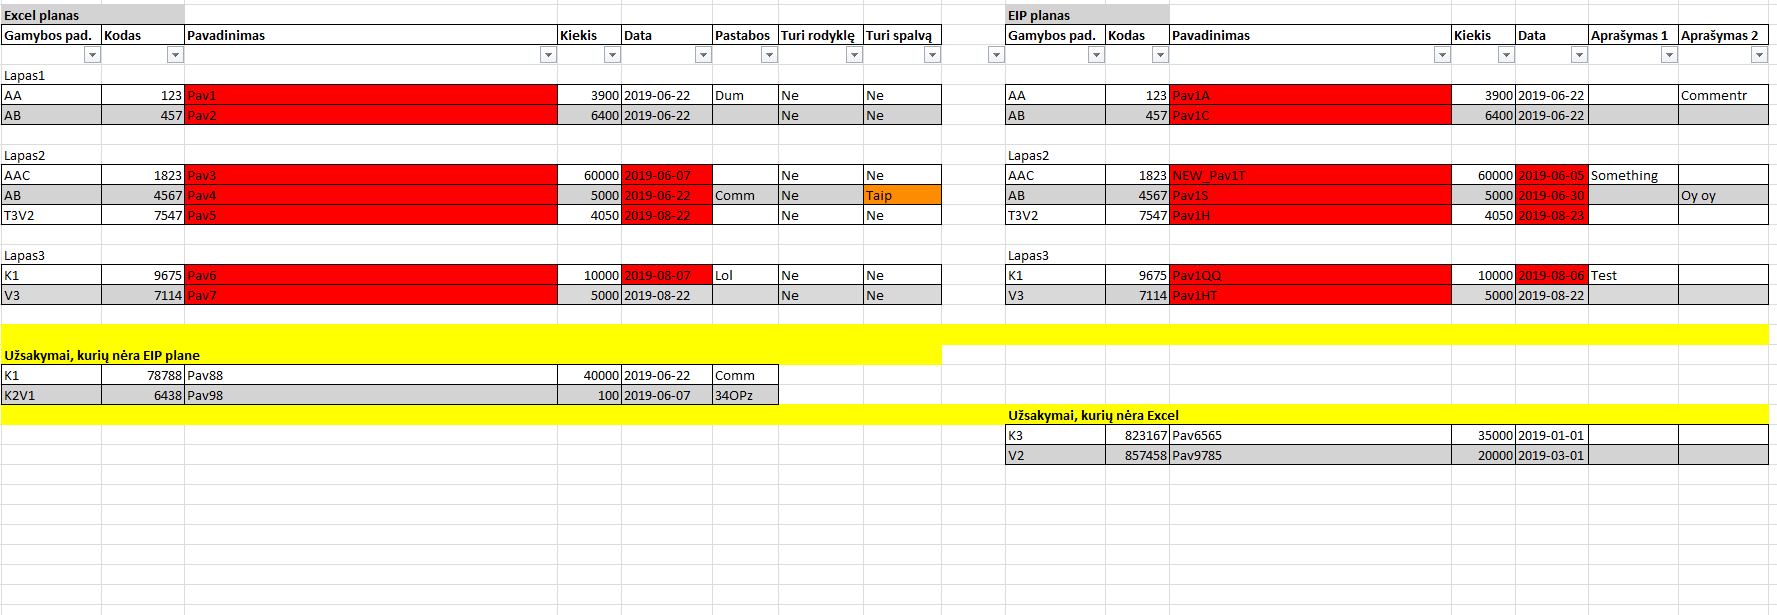 Excel planas EIP planas
Gamybos pad. Kodas Pavadinimas Kiekis Data Pastabos Turi rodyklę Turi spalvą Gamybos pad. Kodas Pavadinimas Kiekis Data Aprašymas 1 Aprašymas 2
Lapas1
AA 123 Pav1 3900 2019-06-22 Dum Ne Ne AA 123 Pav1A 3900 2019-06-22 Commentr
AB 457 Pav2 6400 2019-06-22 Ne Ne AB 457 Pav1C 6400 2019-06-22
Lapas2 Lapas2
AAC 1823 Pav3 60000 2019-06-07 Ne Ne AAC 1823 NEW_Pav1T 60000 2019-06-05 Something
AB 4567 Pav4 5000 2019-06-22 Comm Ne Taip AB 4567 Pav1S 5000 2019-06-30 Oy oy
T3V2 7547 Pav5 4050 2019-08-22 Ne Ne T3V2 7547 Pav1H 4050 2019-08-23
Lapas3 Lapas3
K1 9675 Pav6 10000 2019-08-07 Lol Ne Ne K1 9675 Pav1QQ 10000 2019-08-06 Test
V3 7114 Pav7 5000 2019-08-22 Ne Ne V3 7114 Pav1HT 5000 2019-08-22
Užsakymai, kurių nėra EIP plane
K1 78788 Pav88 40000 2019-06-22 Comm
K2V1 6438 Pav98 100 2019-06-07 34OPz
Užsakymai, kurių nėra Excel
K3 823167 Pav6565 35000 2019-01-01
V2 857458 Pav9785 20000 2019-03-01